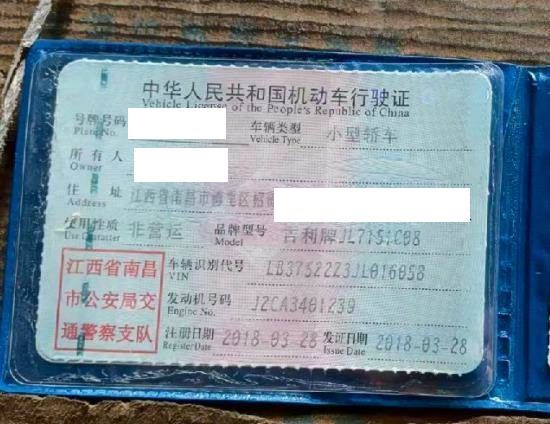 中华人民共和国机动车行驶证
Vehicle License of the People's Republic of China
号牌号码 车辆类型 小型轿车
Plate No. Vehicle Type
所有人
Owner
住址 江西省南昌市湾里区招
Address
使用性质 非营运 品牌型号 吉利牌JL7151C08
Use Character Model
江西省南昌 车辆识别代号 LB37322Z3JL016058
VIN
市公安局交 发动机号码 J2CA3401239
Engine No.
通警察支队 注册日期 2018-03-28 发证日期 2018-03-28
Register Date Issue Date